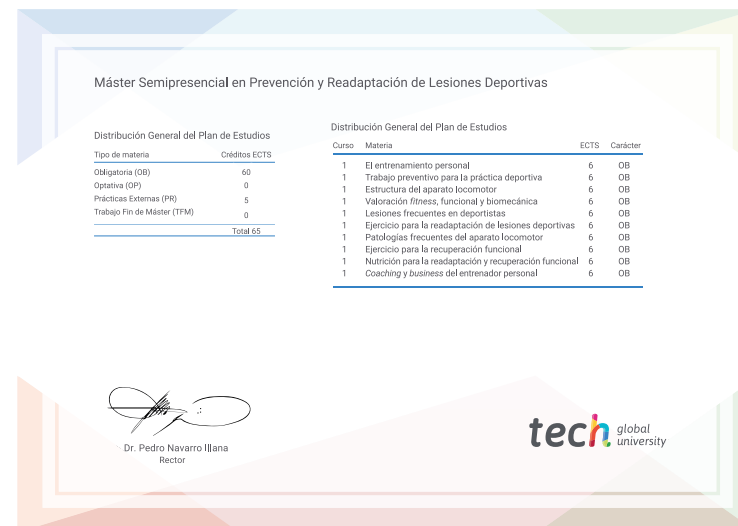 Máster Semipresencial en Prevención y Readaptación de Lesiones Deportivas
Distribución General del Plan de Estudios
Tipo de materia Créditos ECTS
Obligatoria (OB) 60
Optativa (OP) 0
Prácticas Externas (PR) 5
Trabajo Fin de Máster (TFM) 0
Total 65
Distribución General del Plan de Estudios
Curso Materia ECTS Carácter
1 El entrenamiento personal 6 OB
1 Trabajo preventivo para la práctica deportiva 6 OB
1 Estructura del aparato locomotor 6 OB
1 Valoración fitness, funcional y biomecánica 6 OB
1 Lesiones frecuentes en deportistas 6 OB
1 Ejercicio para la readaptación de lesiones deportivas 6 OB
1 Patologías frecuentes del aparato locomotor 6 OB
1 Ejercicio para la recuperación funcional 6 OB
1 Nutrición para la readaptación y recuperación funcional 6 OB
1 Coaching y business del entrenador personal 6 OB
Dr. Pedro Navarro Illana
Rector
tech global university